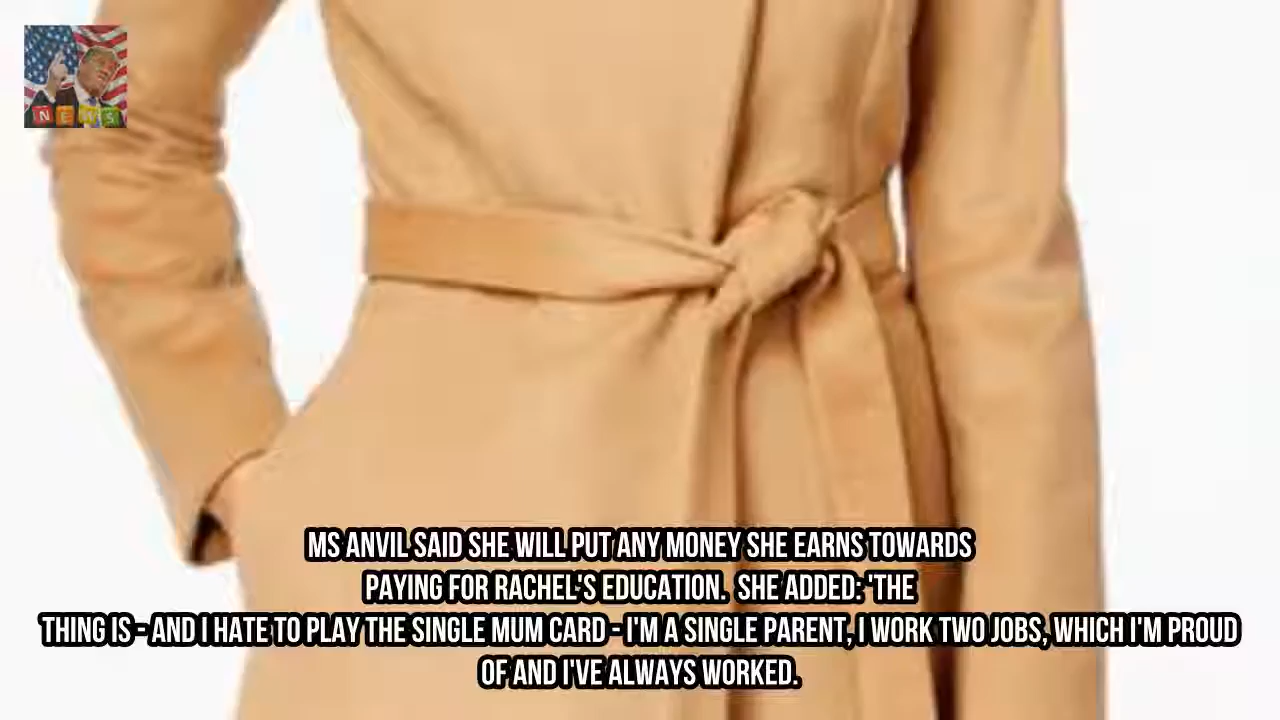 NEWS
MS ANVIL SAID SHE WILL PUT ANY MONEY SHE EARNS TOWARDS
PAYING FOR RACHEL'S EDUCATION.  SHE ADDED: 'THE
THING IS - AND I HATE TO PLAY THE SINGLE MUM CARD - I'M A SINGLE PARENT, I WORK TWO JOBS, WHICH I'M PROUD
OF AND I'VE ALWAYS WORKED.